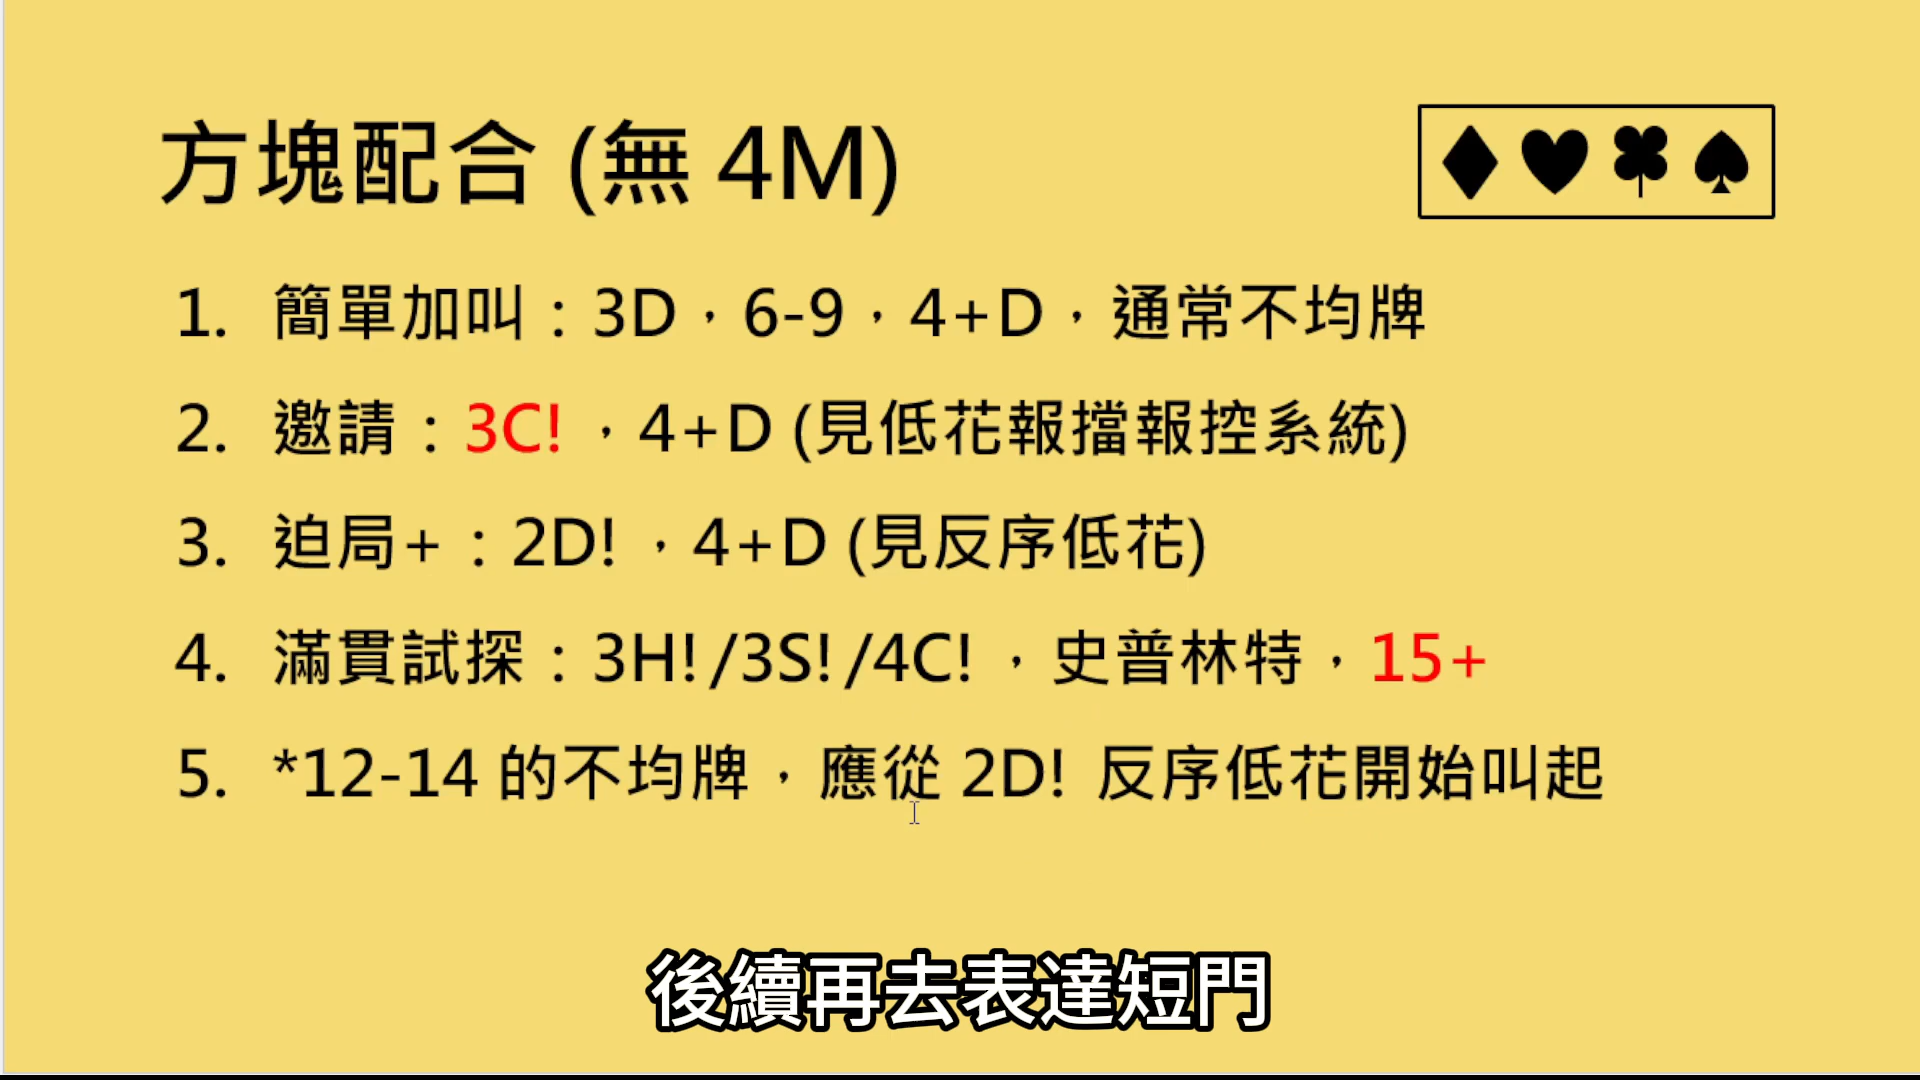 方塊配合 (無 4M)
1. 簡單加叫：3D，6-9，4+D，通常不均牌
2. 邀請：3C! ，4+D (見低花報擋報控系統)
3. 迫局+：2D! ，4+D (見反序低花)
4. 滿貫試探：3H! /3S! /4C! ，史普林特，15+
5. *12-14 的不均牌，應從 2D! 反序低花開始叫起
後續再去表達短門